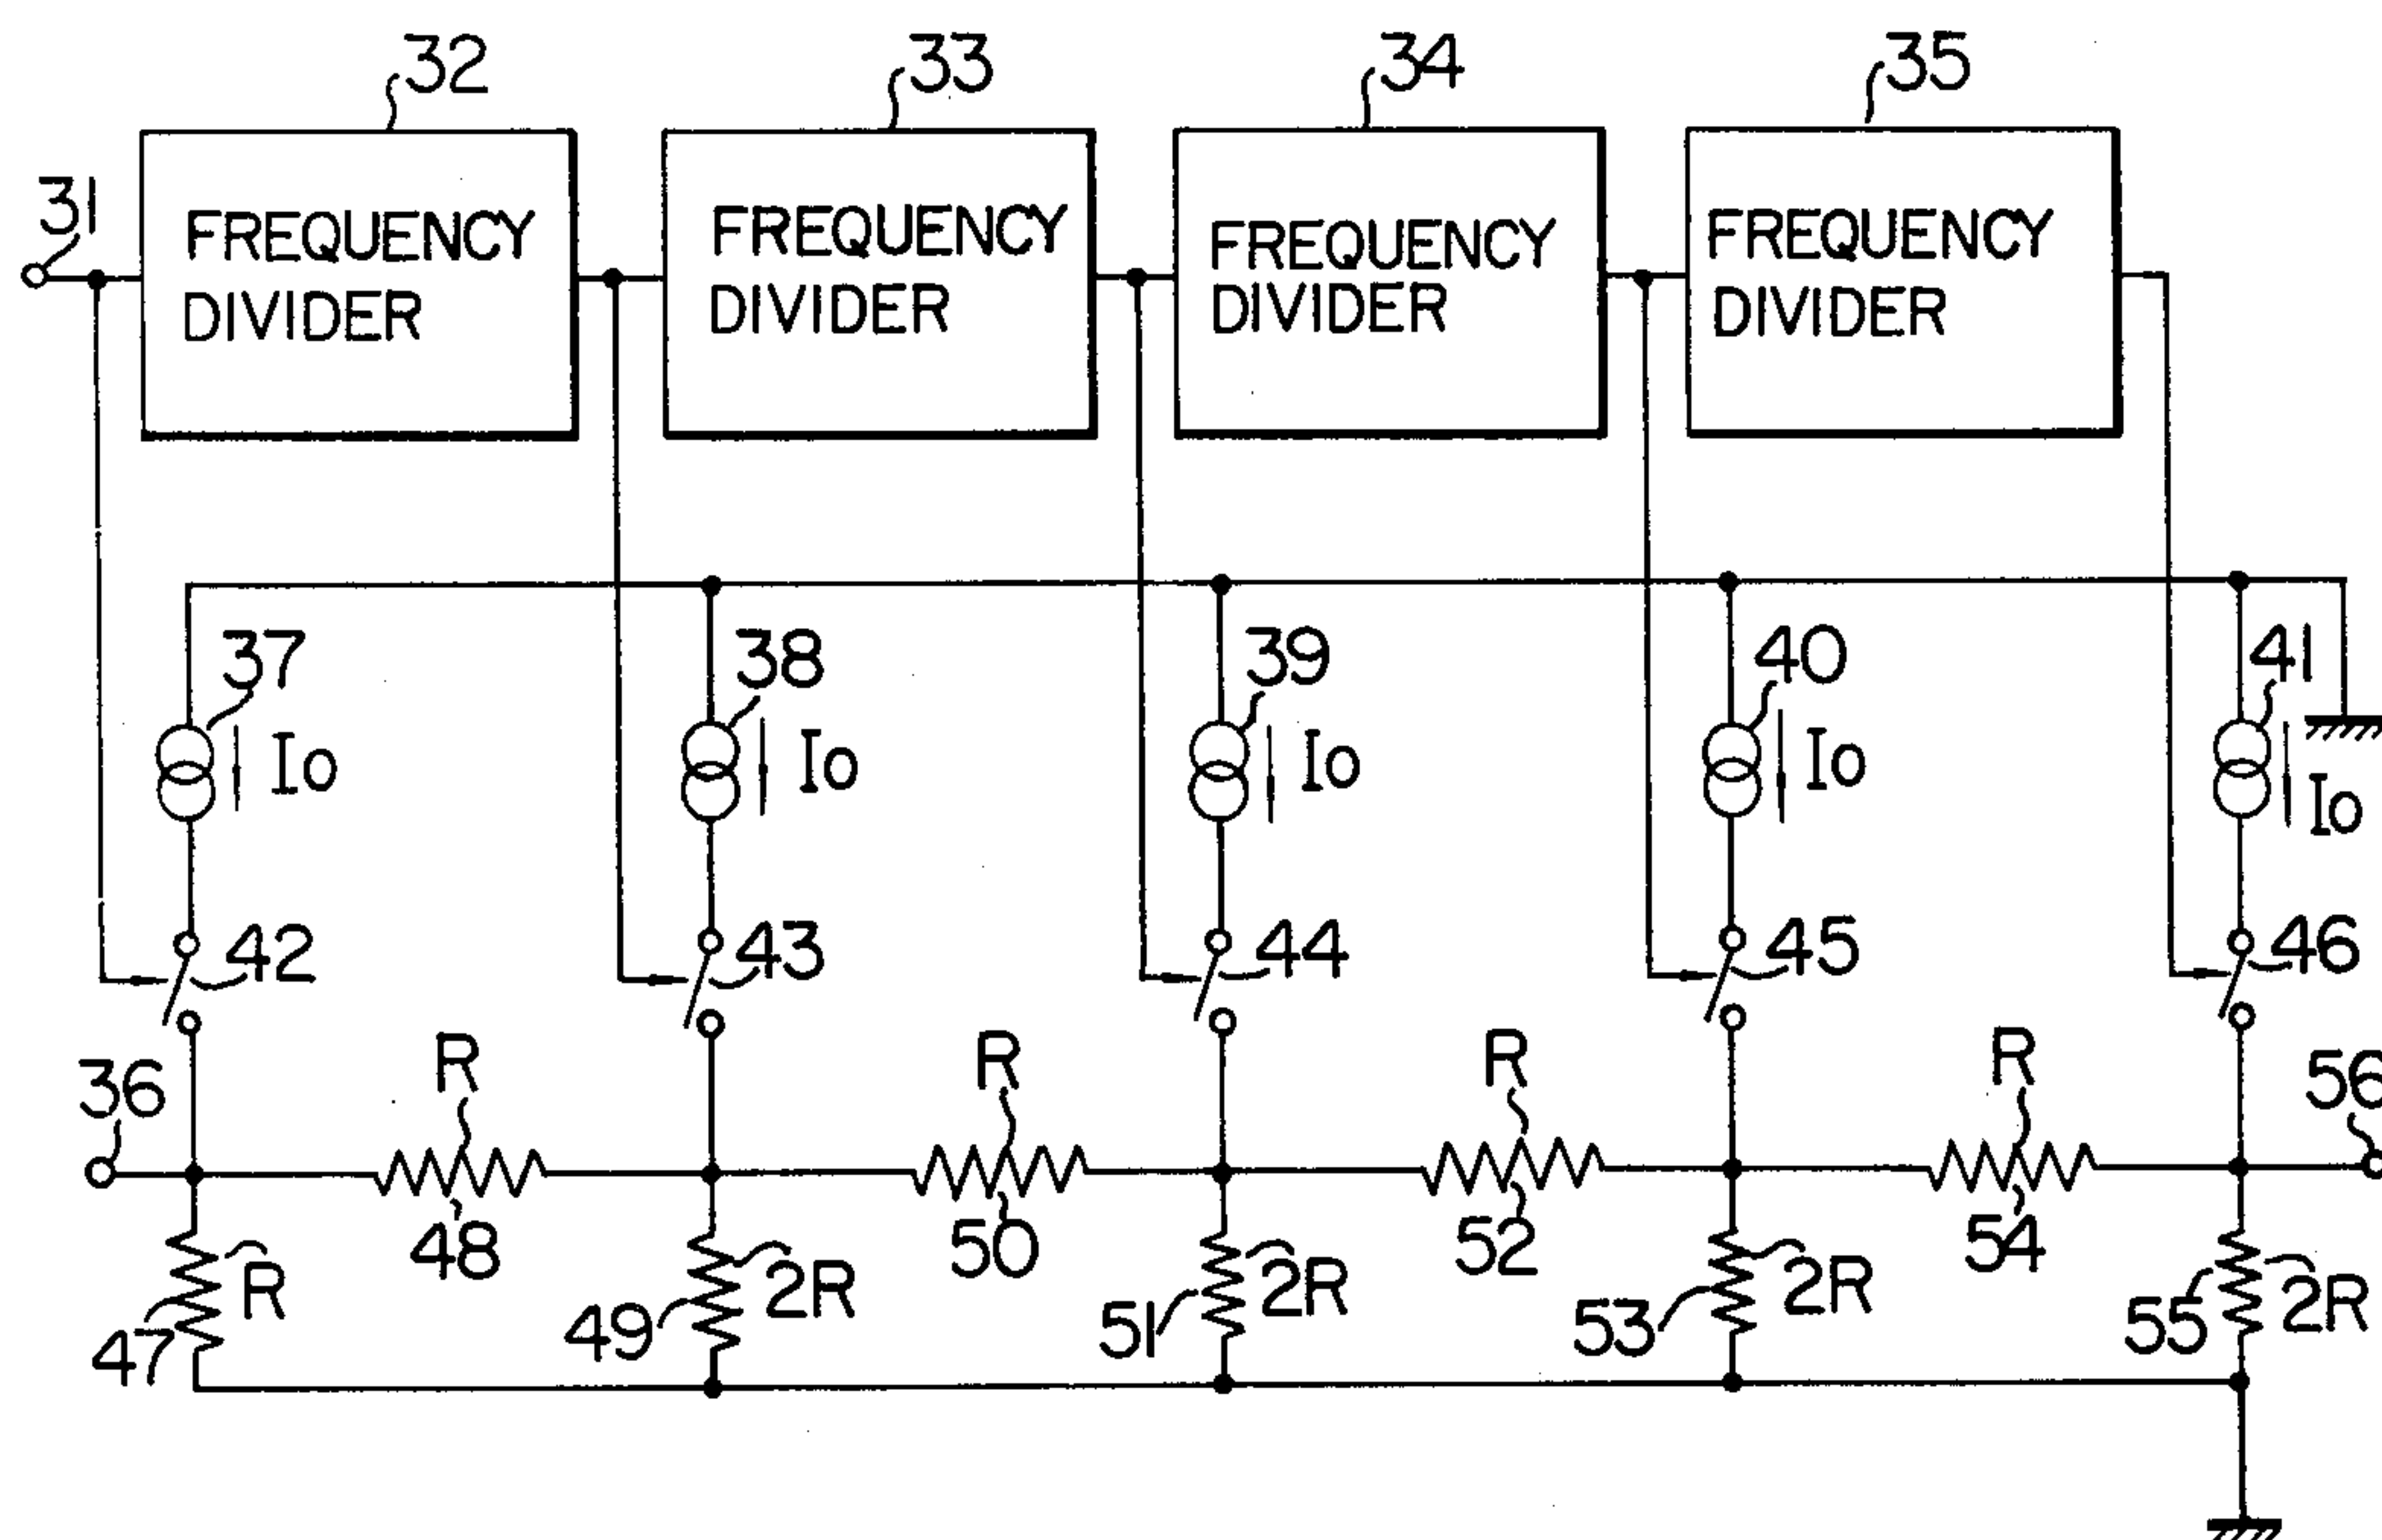 32
33
34
35
31
FREQUENCY
DIVIDER
FREQUENCY
DIVIDER
FREQUENCY
DIVIDER
FREQUENCY
DIVIDER
37
38
39
40
41
Io
Io
Io
Io
Io
42
43
44
45
46
36
R
R
R
R
56
48
50
52
54
47
R
49
2R
51
2R
53
2R
55
2R